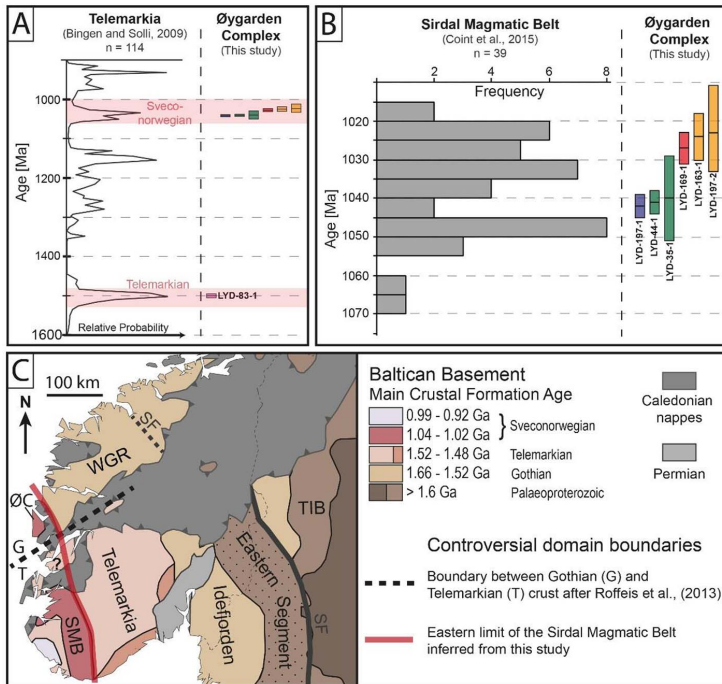 A
Telemarkia
(Bingen and Solli, 2009)
n = 114
Øygarden
Complex
(This study)
Age [Ma]
1000
1200
1400
1600
Sveco-
norwegian
Telemarkian
LYD-83-1
Relative Probability
B
Sirdal Magmatic Belt
(Coint et al., 2015)
n = 39
Øygarden
Complex
(This study)
Frequency
2
4
6
8
Age [Ma]
1020
1030
1040
1050
1060
1070
LYD-197-1
LYD-44-1
LYD-35-1
LYD-169-1
LYD-163-1
LYD-197-2
C
100 km
N
WGR
SF
ØC
G
T
?
SMB
Telemarkia
Idefjorden
Eastern
Segment
TIB
SF
Baltican Basement
Main Crustal Formation Age
0.99 - 0.92 Ga
1.04 - 1.02 Ga
} Sveconorwegian
1.52 - 1.48 Ga Telemarkian
1.66 - 1.52 Ga Gothian
> 1.6 Ga Palaeoproterozoic
Caledonian
nappes
Permian
Controversial domain boundaries
Boundary between Gothian (G) and
Telemarkian (T) crust after Roffeis et al., (2013)
Eastern limit of the Sirdal Magmatic Belt
inferred from this study